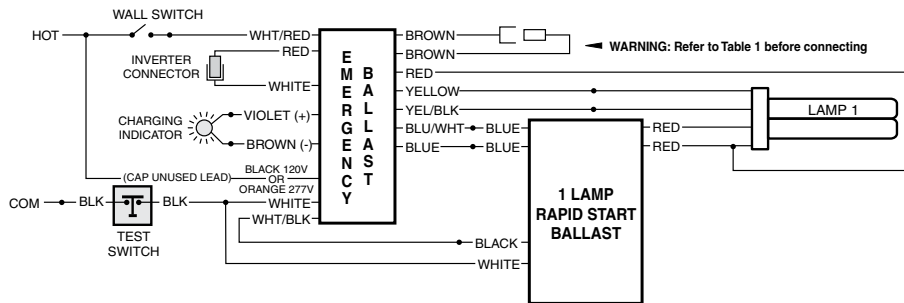 WALL SWITCH
HOT
WHT/RED
RED
INVERTER
CONNECTOR
WHITE
CHARGING
INDICATOR
VIOLET (+)
BROWN (-)
(CAP UNUSED LEAD)
BLACK 120V
OR
ORANGE 277V
COM
BLK
BLK
WHITE
WHT/BLK
TEST
SWITCH
EMERGENCY
BALLAST
BROWN
BROWN
WARNING: Refer to Table 1 before connecting
RED
YELLOW
YEL/BLK
BLU/WHT
BLUE
BLUE
BLUE
BLACK
WHITE
1 LAMP
RAPID START
BALLAST
RED
RED
LAMP 1